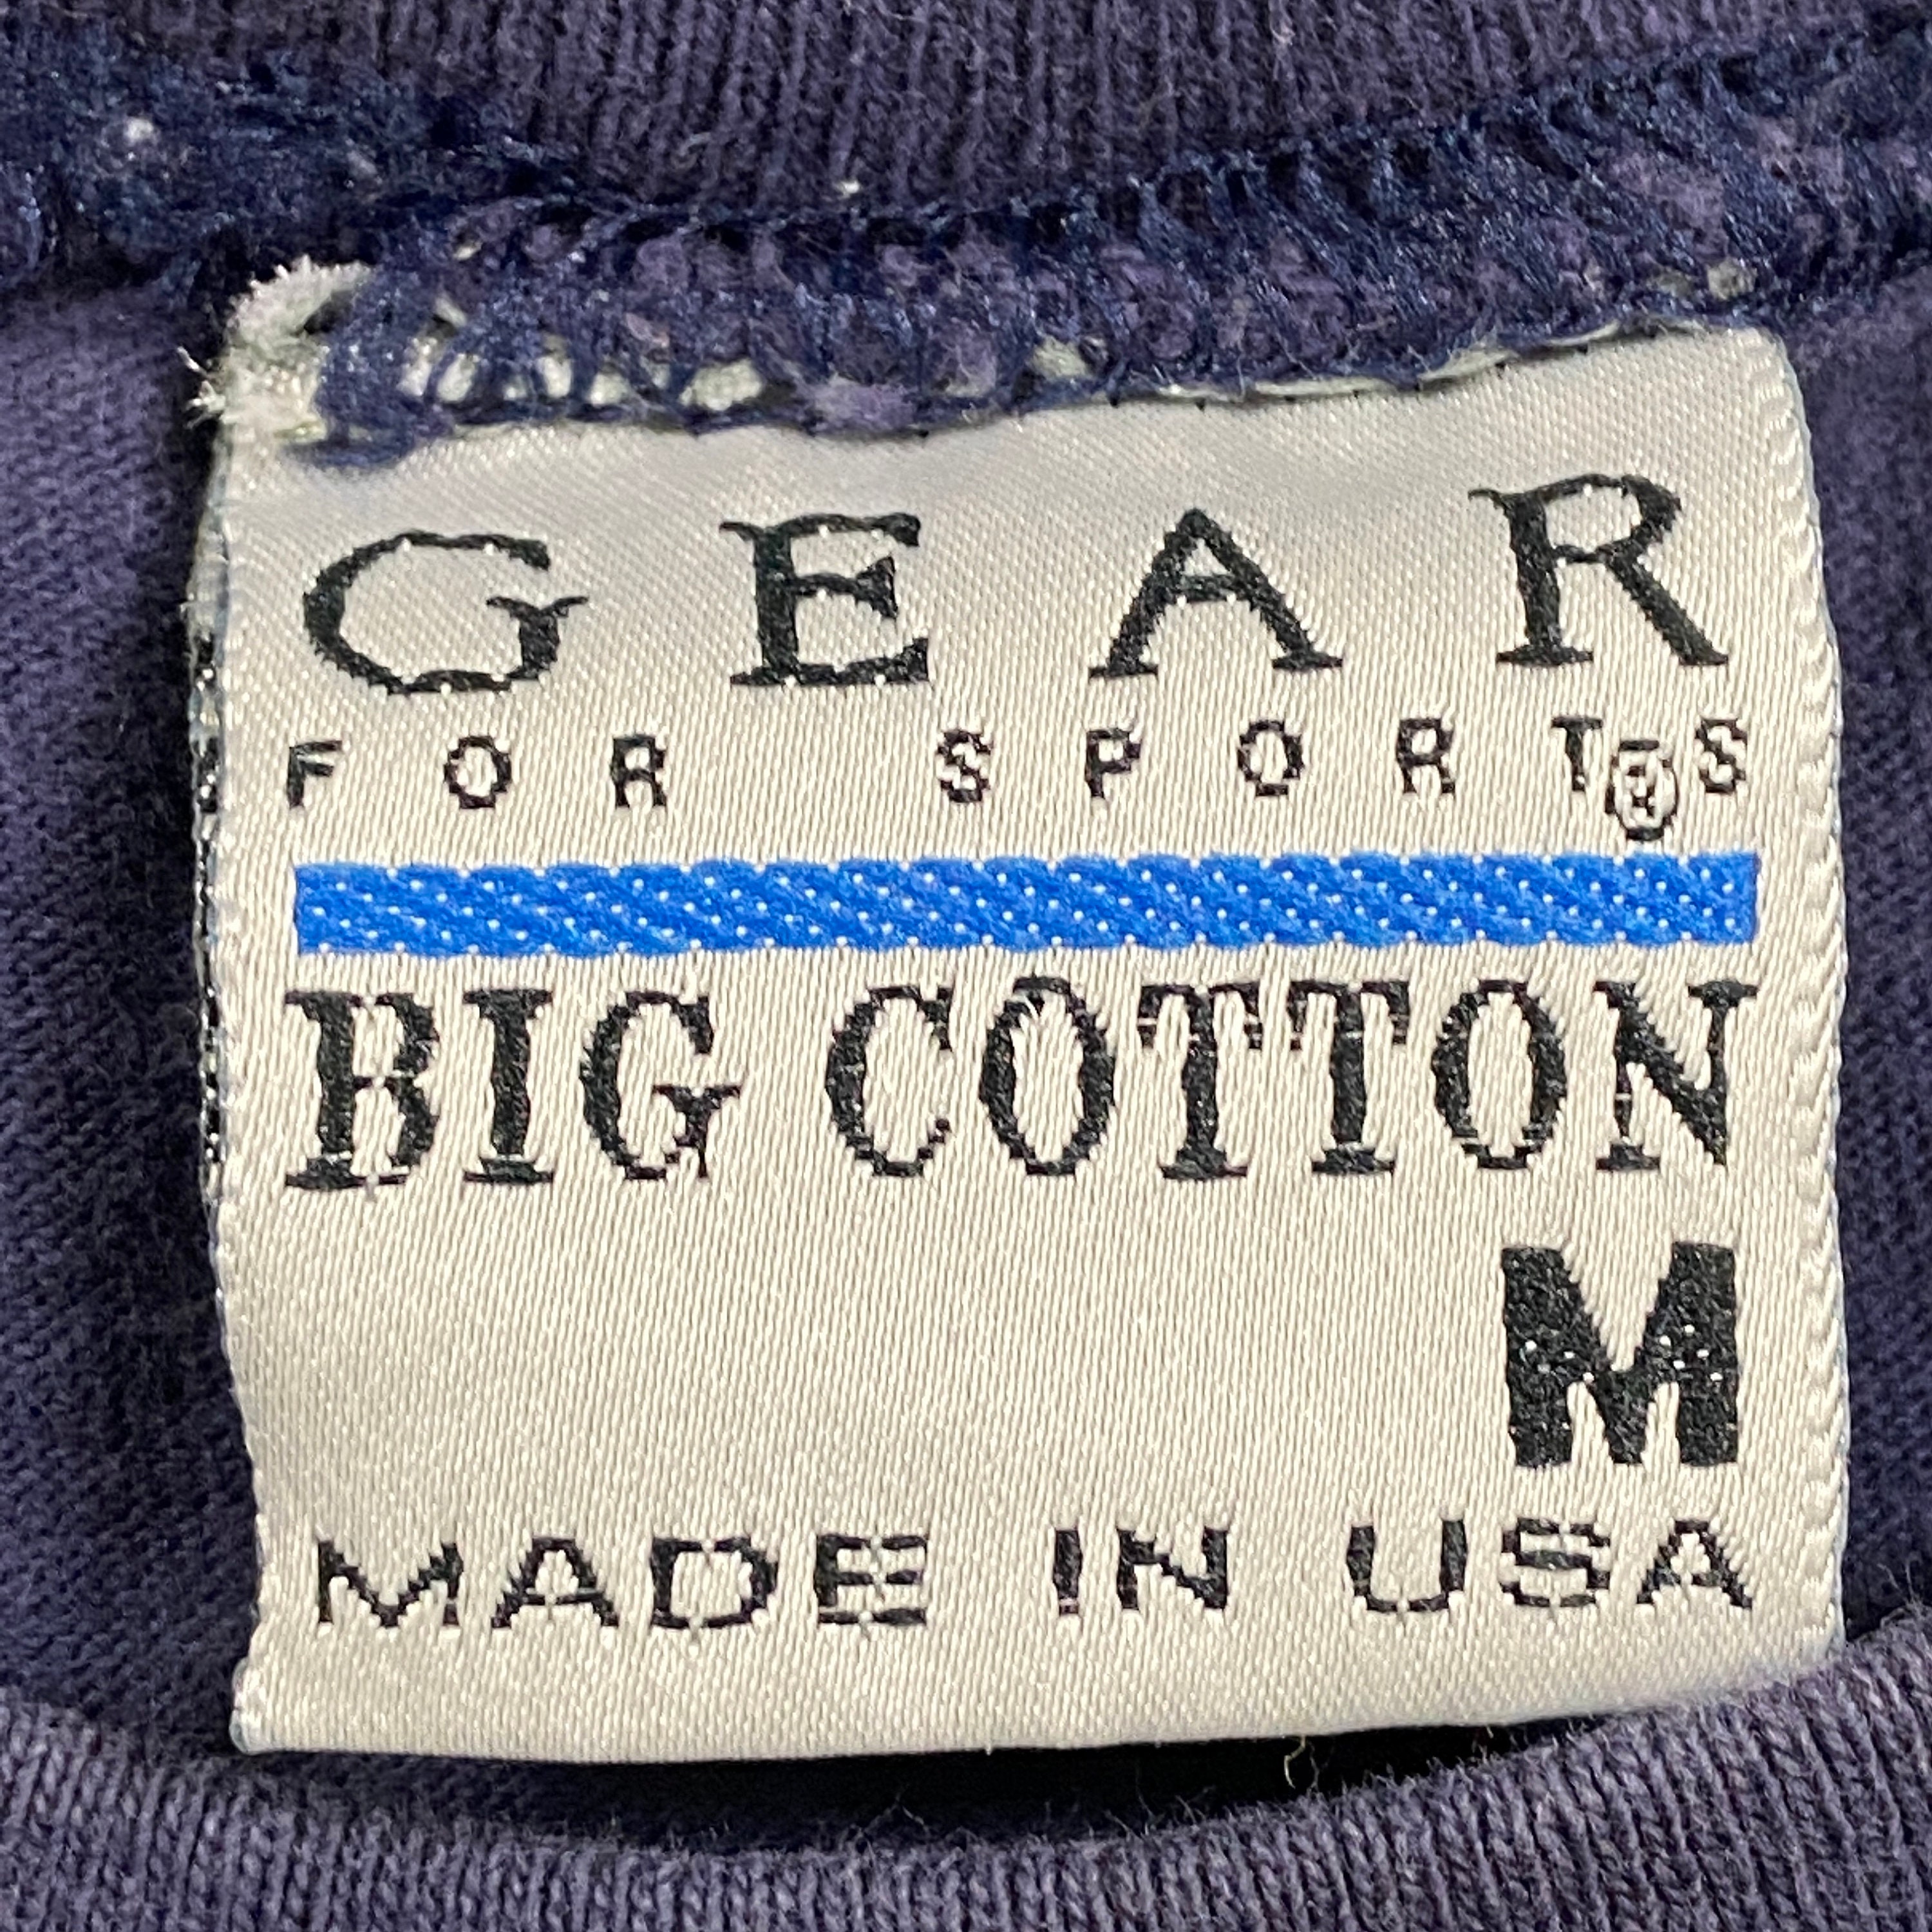 GEAR
FOR SPORTS®
BIG COTTON
M
MADE IN USA